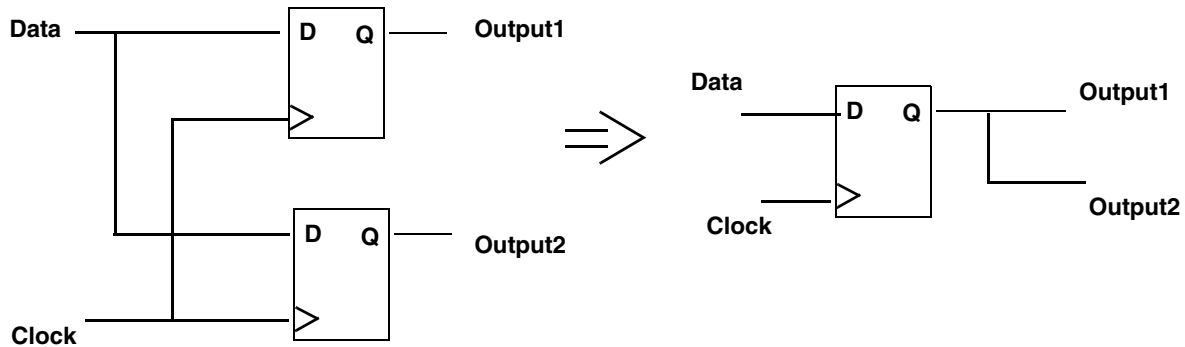 Data
D Q
Output1
D Q
Output2
Clock
Data
D Q
Output1
Clock
Output2